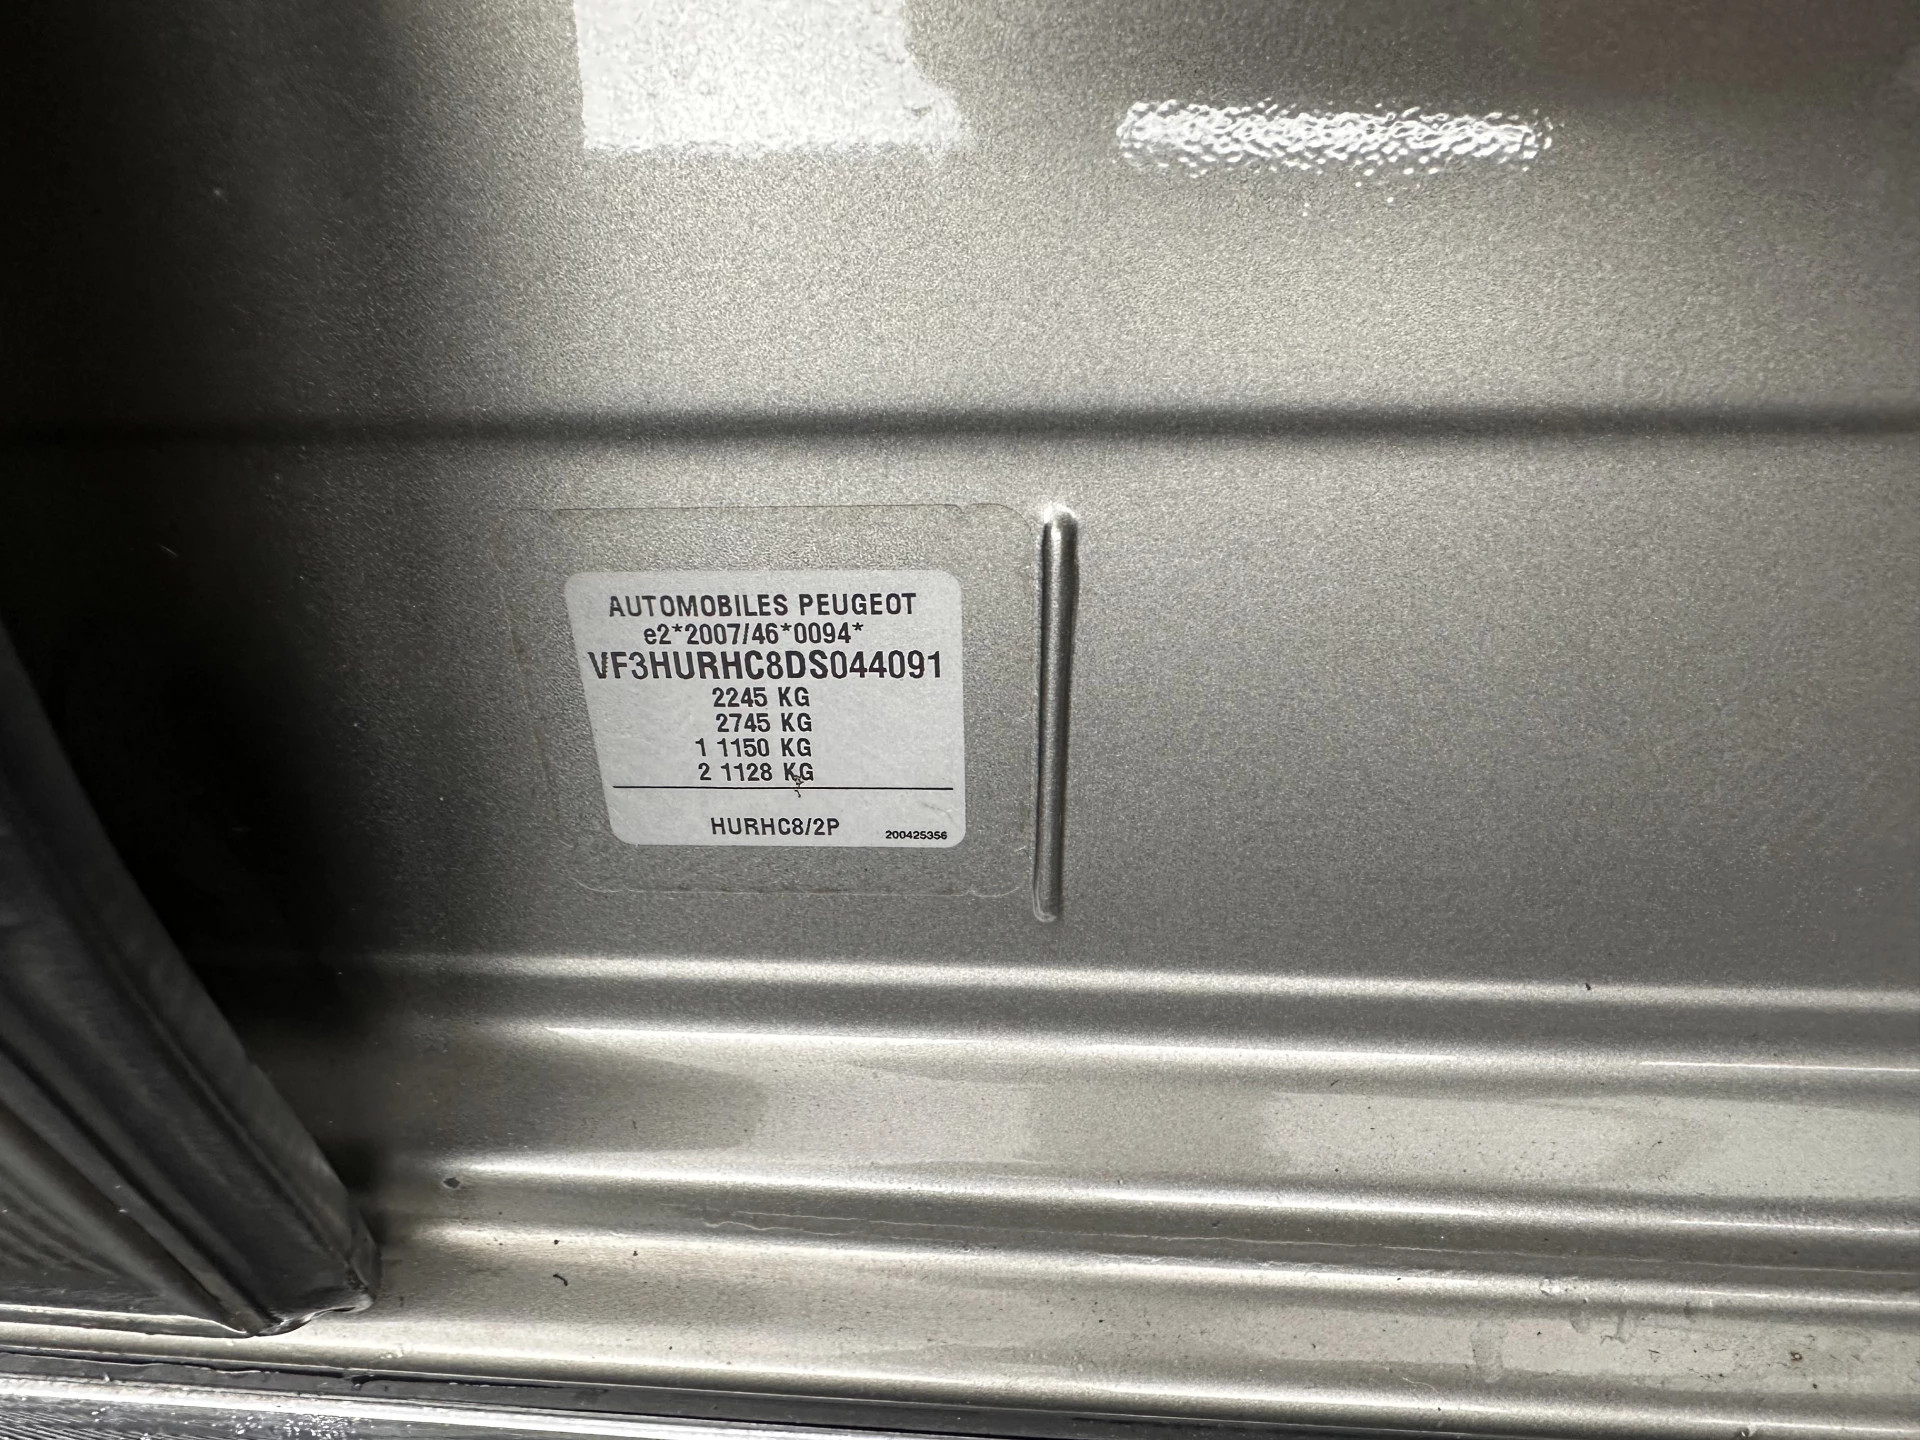 AUTOMOBILES PEUGEOT
e2*2007/46*0094*
VF3HURHC8DS044091
2245 KG
2745 KG
1 1150 KG
2 1128 KG
HURHC8/2P
200425356